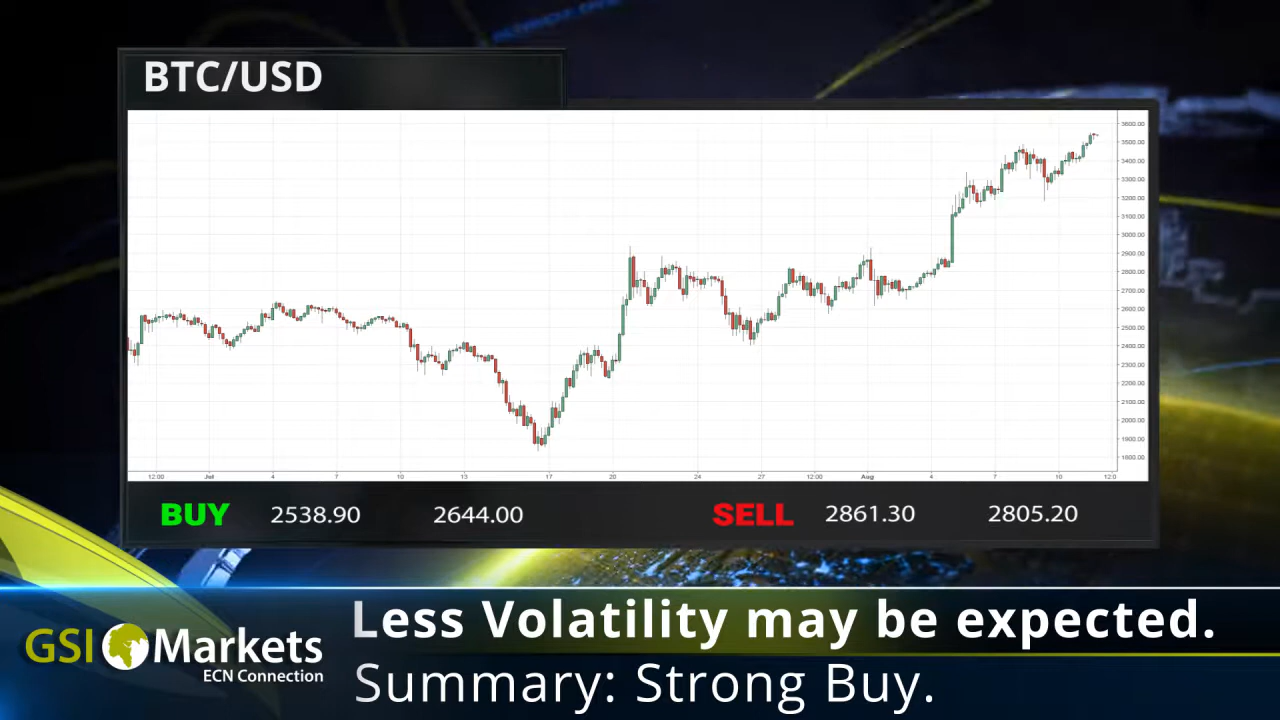 BTC/USD
3600.00
3500.00
3400.00
3300.00
3200.00
3100.00
3000.00
2900.00
2800.00
2700.00
2600.00
2500.00
2400.00
2300.00
2200.00
2100.00
2000.00
1900.00
1800.00
12:00 Jul 4 7 10 13 17 20 24 27 12:00 Aug 4 7 10 12:0
BUY 2538.90 2644.00 SELL 2861.30 2805.20
Less Volatility may be expected.
GSI Markets
ECN Connection
Summary: Strong Buy.